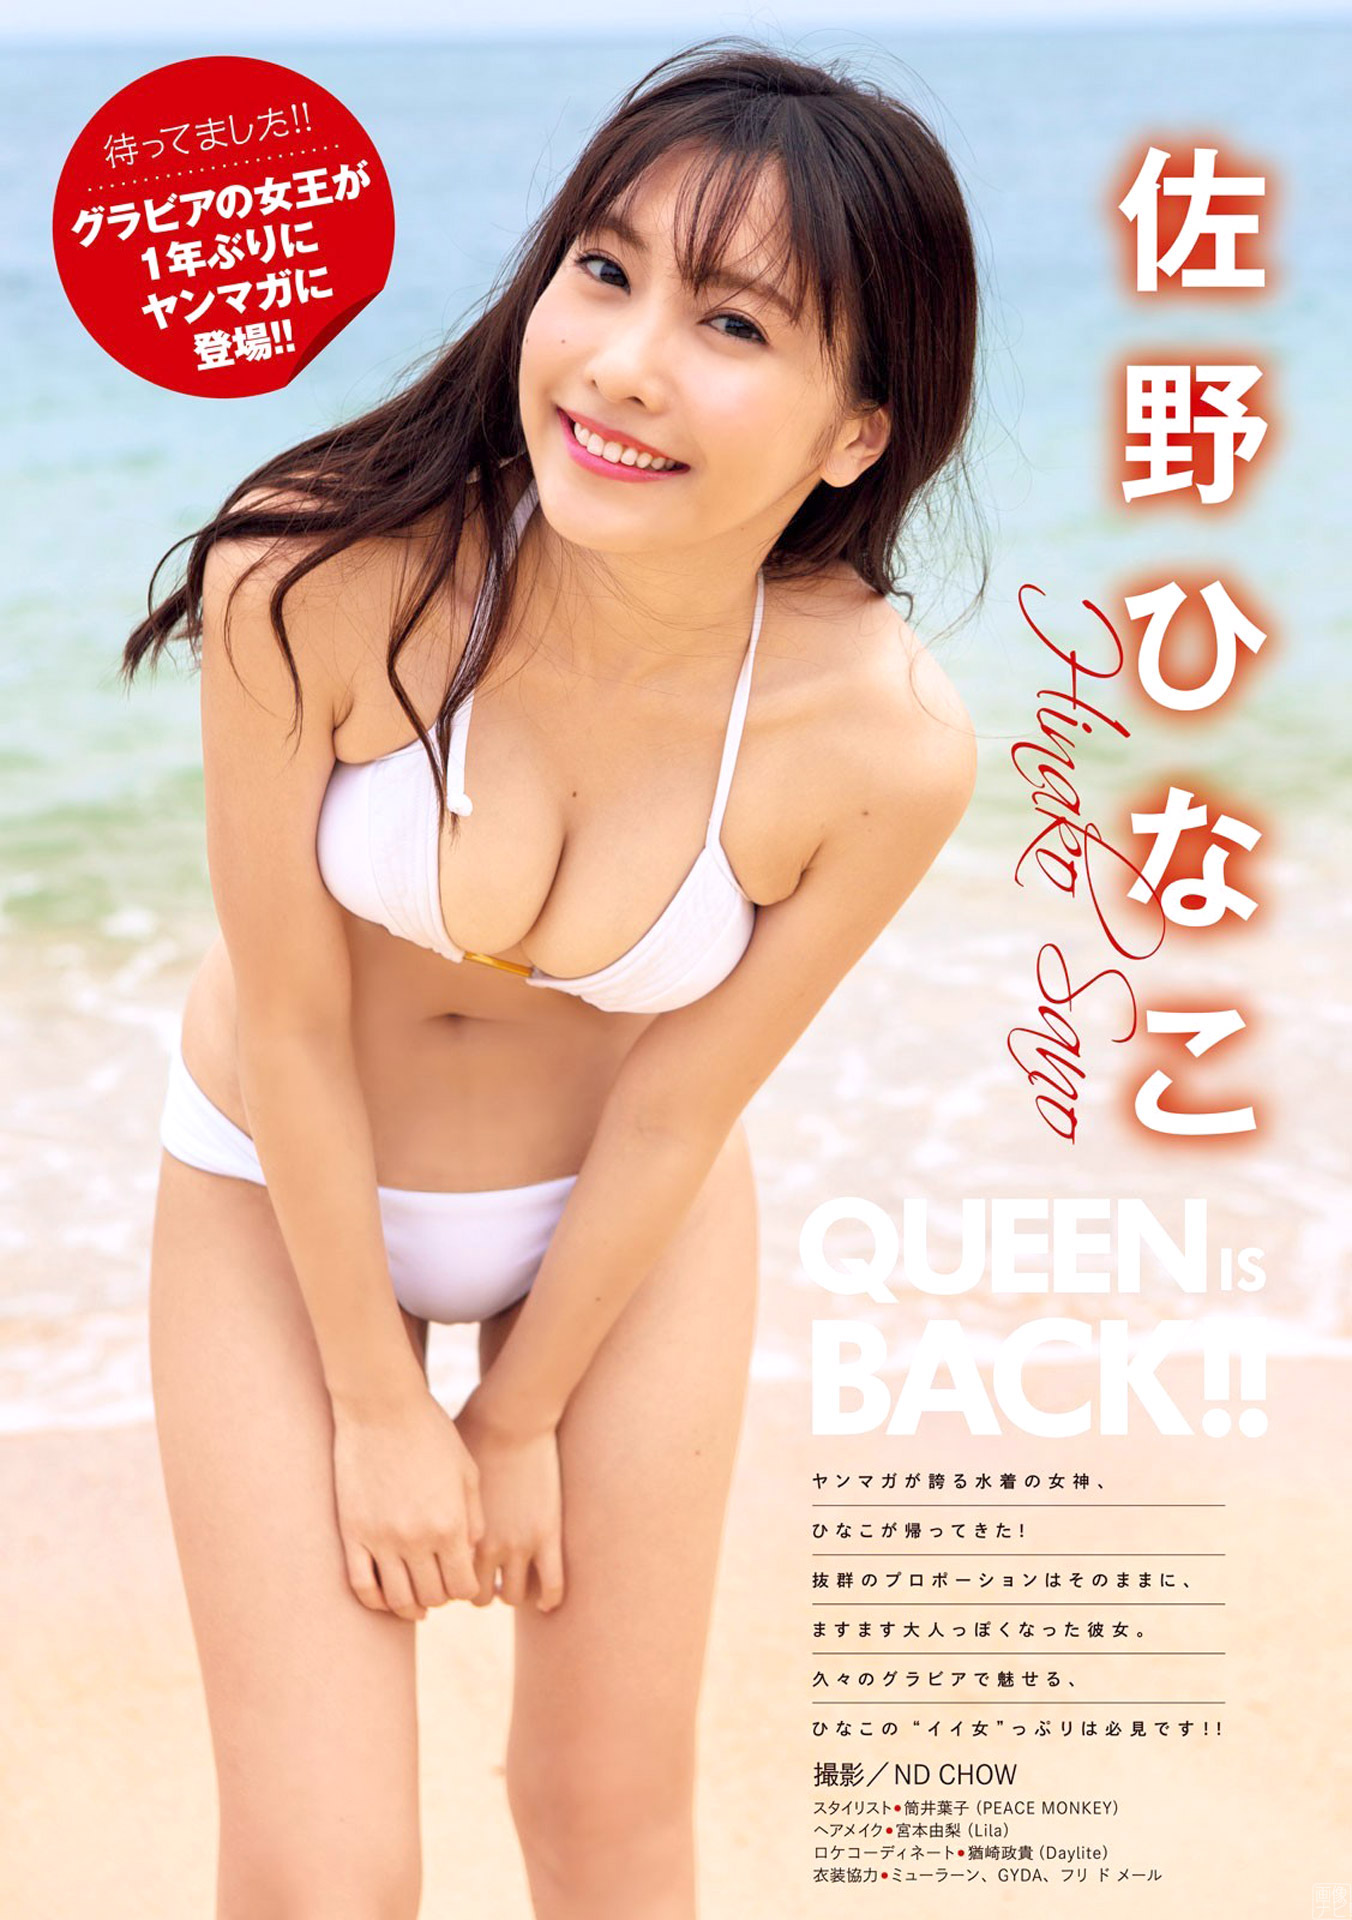 待ってました!!
グラビアの女王が
1年ぶりに
ヤンマガに
登場!!
佐野ひなこ
Hinako Sano
QUEEN IS
BACK!!
ヤンマガが誇る水着の女神、
ひなこが帰ってきた!
抜群のプロポーションはそのままに、
ますます大人っぽくなった彼女。
久々のグラビアで魅せる、
ひなこの“イイ女”っぷりは必見です!!
撮影／ND CHOW
スタイリスト●筒井葉子（PEACE MONKEY）
ヘアメイク●宮本由梨（Lila）
ロケコーディネート●猶崎政貴（Daylite）
衣装協力●ミューラーン、GYDA、フリ ド メール